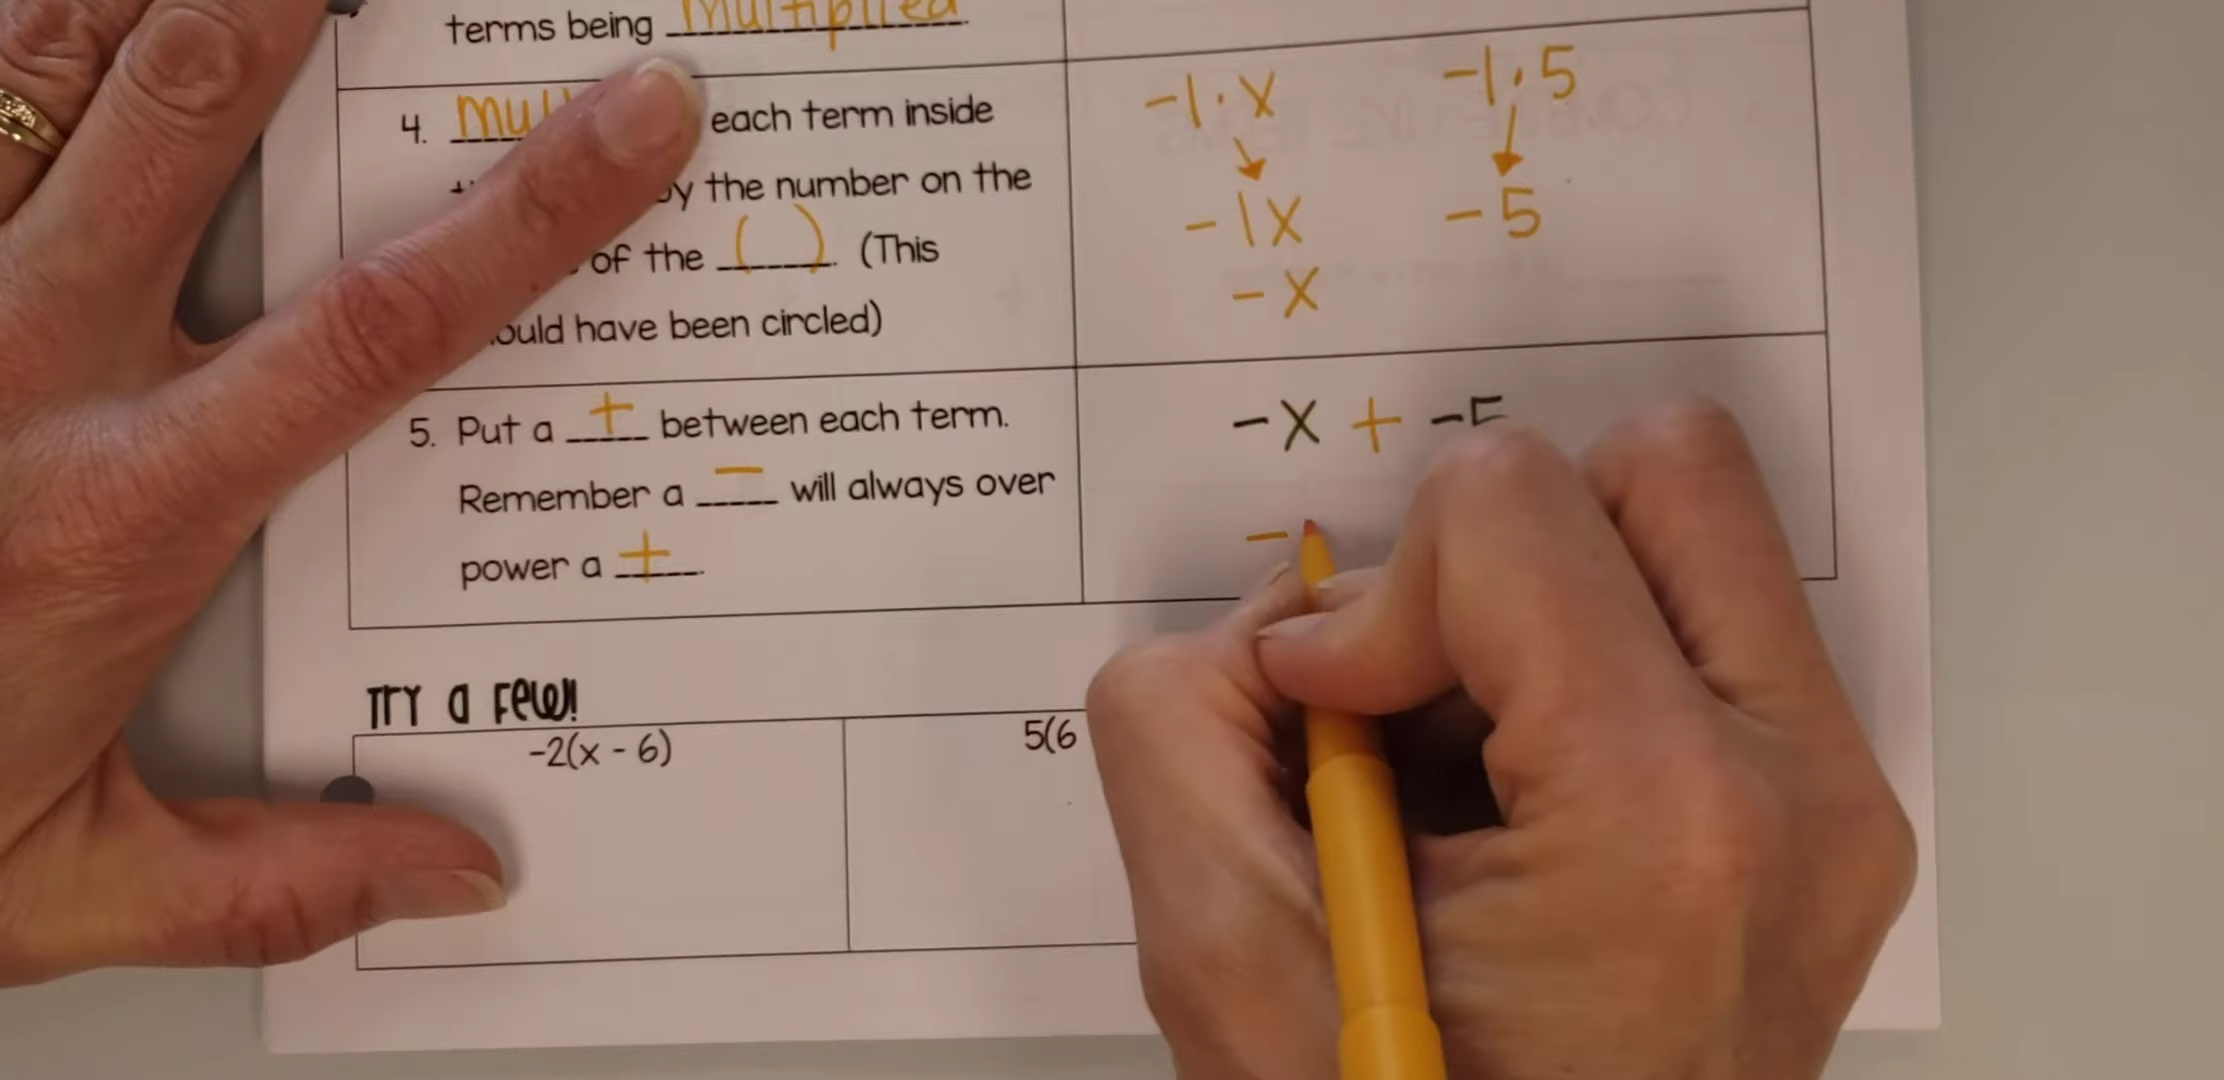 terms being multiplied.
-1·x -1·5
4. each term inside
by the number on the
-1x -5
of the ( ). (This
-x
have been circled)
5. Put a + between each term.
-x + -5
Remember a - will always over
-
power a +.
TRY A FEW!!
-2(x - 6)
5(6